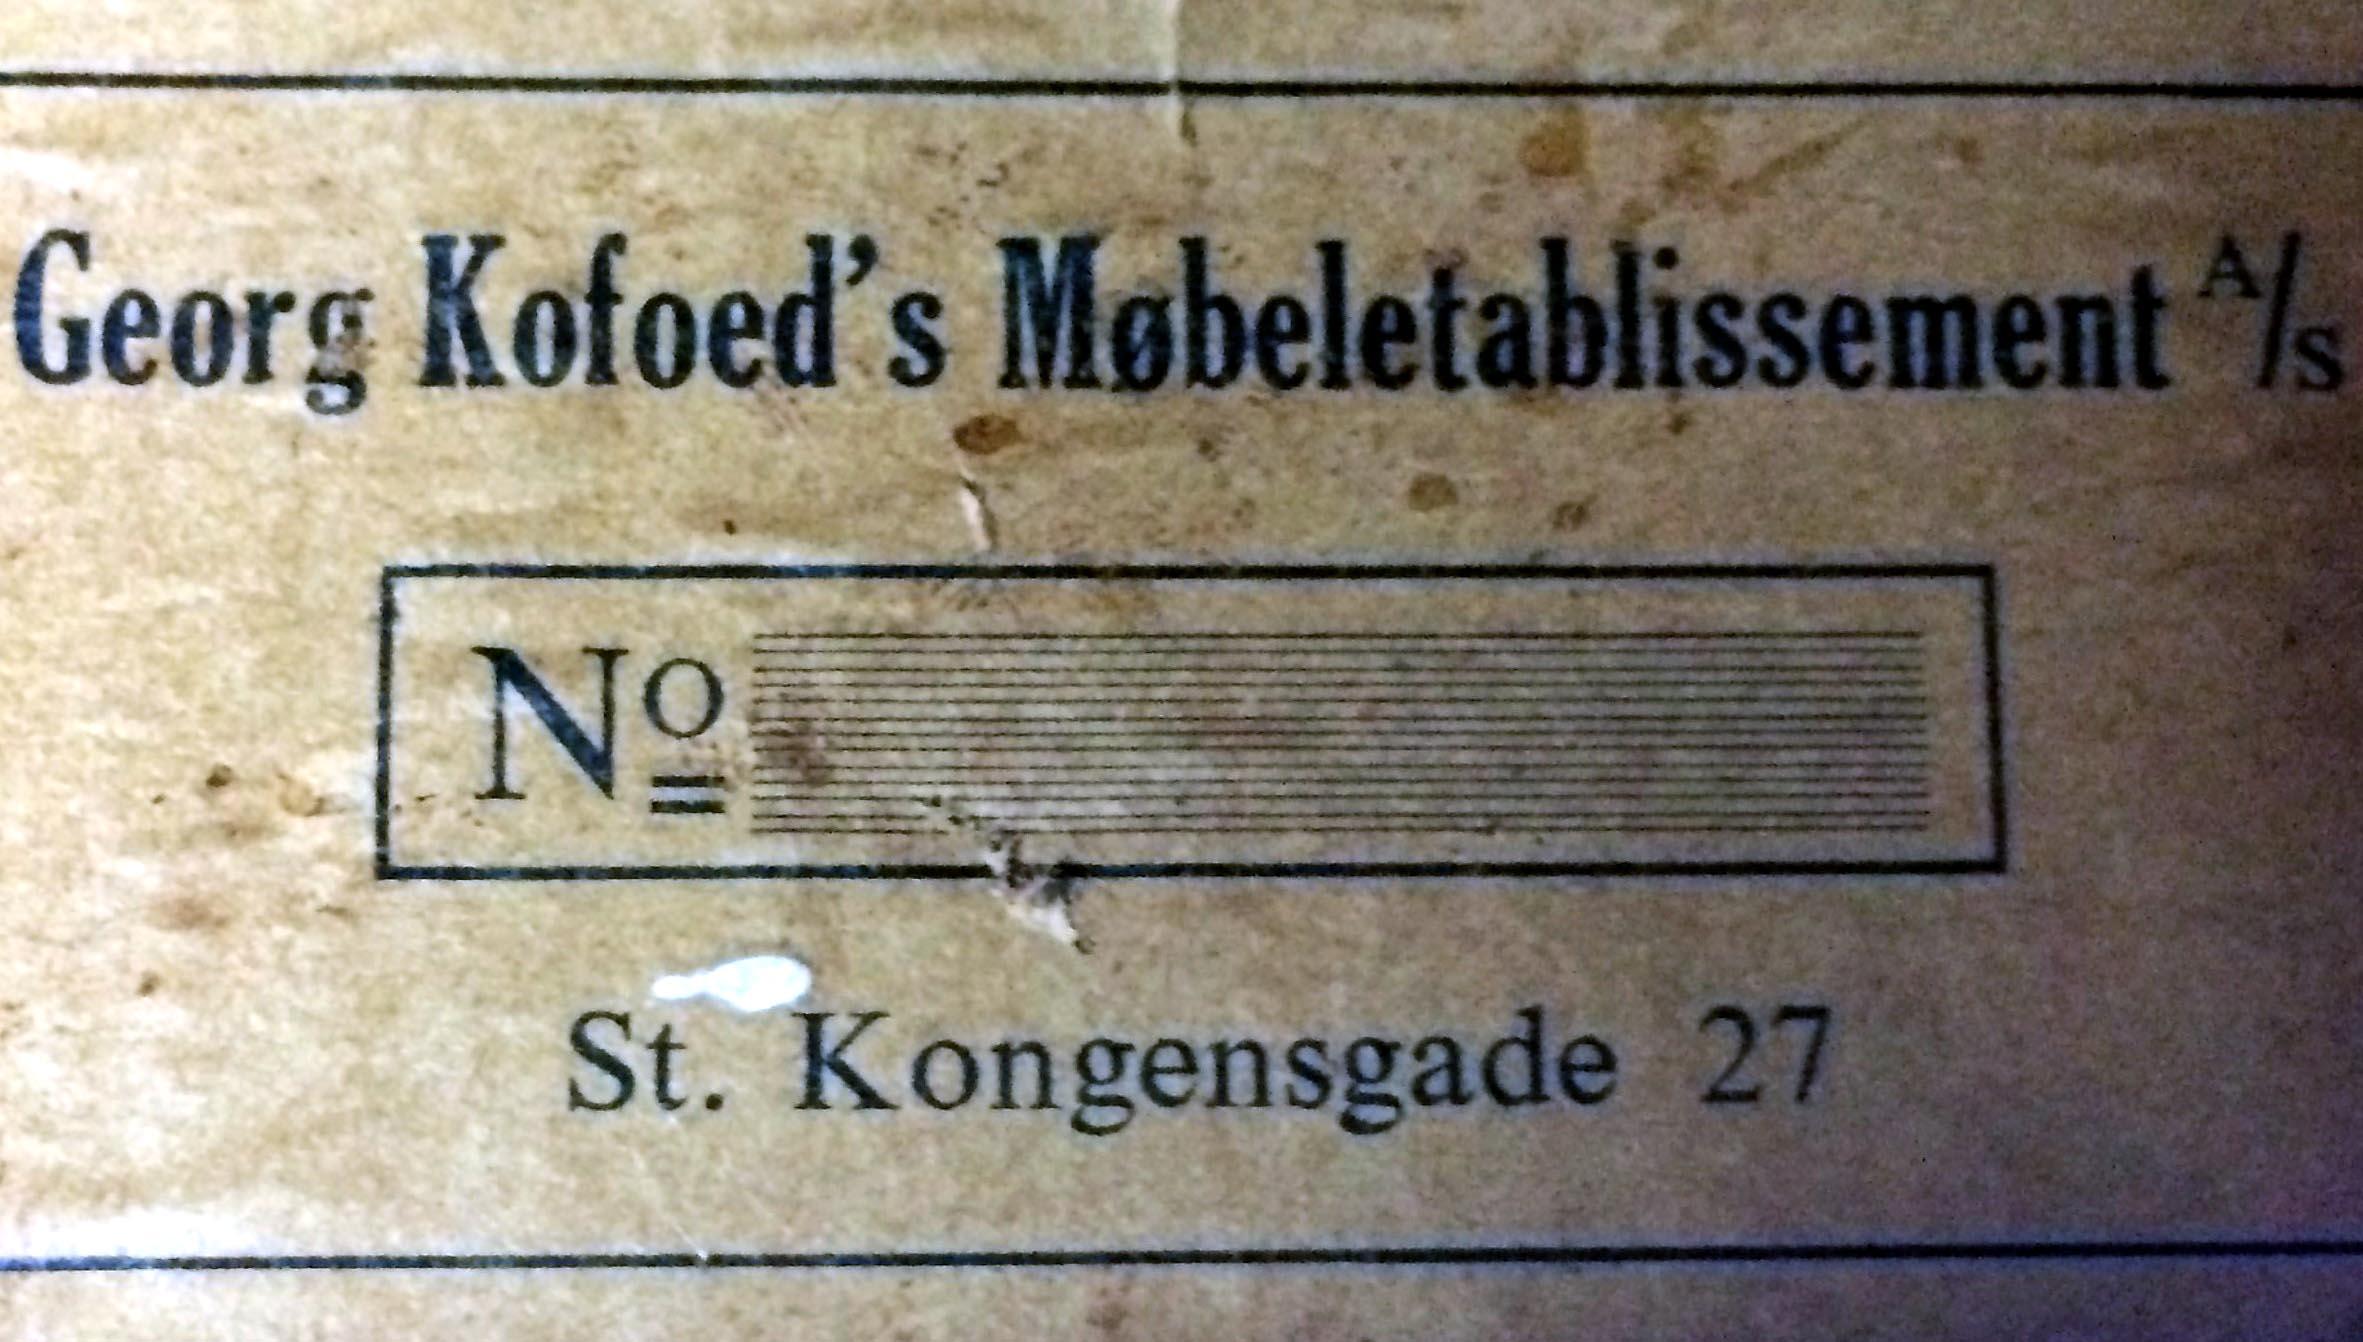 Georg Kofoed's Møbeletablissement A/S
No
St. Kongensgade 27